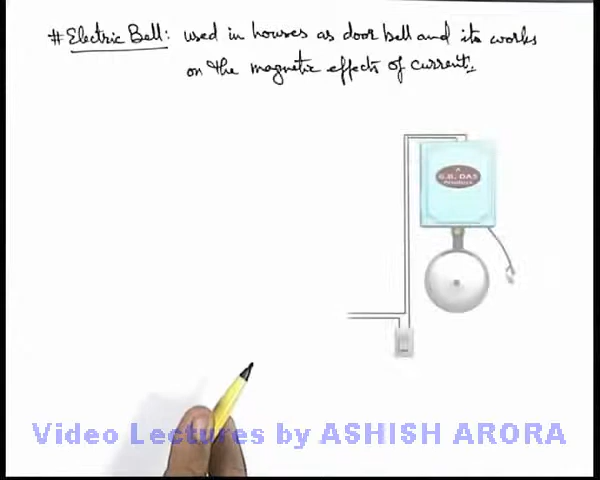 # Electric Bell: used in houses as door bell and its works
on the magnetic effects of current.
A
G.B. DAS
Video Lectures by ASHISH ARORA